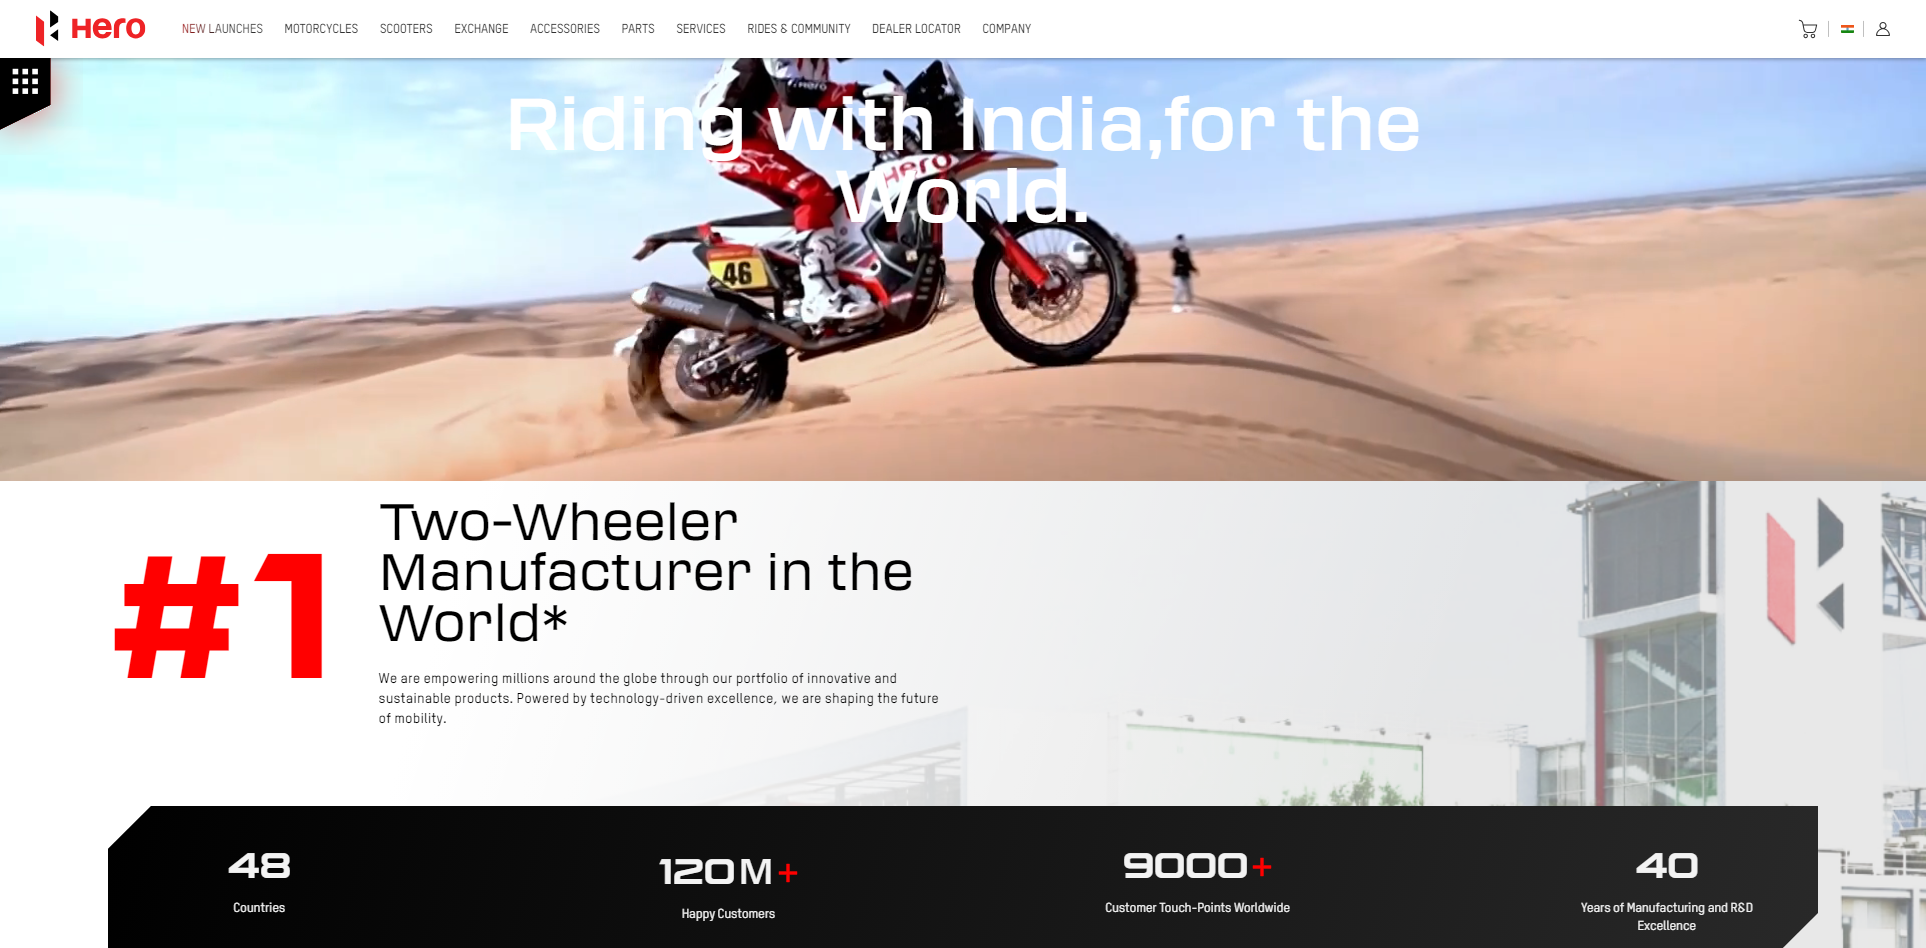 Hero
NEW LAUNCHES
MOTORCYCLES
SCOOTERS
EXCHANGE
ACCESSORIES
PARTS
SERVICES
RIDES & COMMUNITY
DEALER LOCATOR
COMPANY
Hero
Riding with India,for the
World.
Hero
46
#1
Two-Wheeler
Manufacturer in the
World*
We are empowering millions around the globe through our portfolio of innovative and
sustainable products. Powered by technology-driven excellence, we are shaping the future
of mobility.
48
Countries
120M+
Happy Customers
9000+
Customer Touch-Points Worldwide
40
Years of Manufacturing and R&D
Excellence